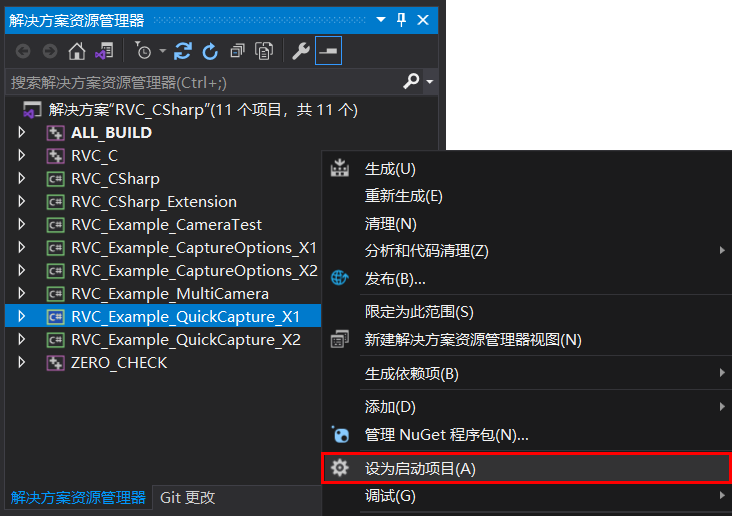 解决方案资源管理器
搜索解决方案资源管理器(Ctrl+;)
解决方案"RVC_CSharp"(11 个项目，共 11 个)
ALL_BUILD
RVC_C
RVC_CSharp
RVC_CSharp_Extension
RVC_Example_CameraTest
RVC_Example_CaptureOptions_X1
RVC_Example_CaptureOptions_X2
RVC_Example_MultiCamera
RVC_Example_QuickCapture_X1
RVC_Example_QuickCapture_X2
ZERO_CHECK
解决方案资源管理器 Git 更改
生成(U)
重新生成(E)
清理(N)
分析和代码清理(Z)
发布(B)...
限定为此范围(S)
新建解决方案资源管理器视图(N)
生成依赖项(B)
添加(D)
管理 NuGet 程序包(N)...
设为启动项目(A)
调试(G)